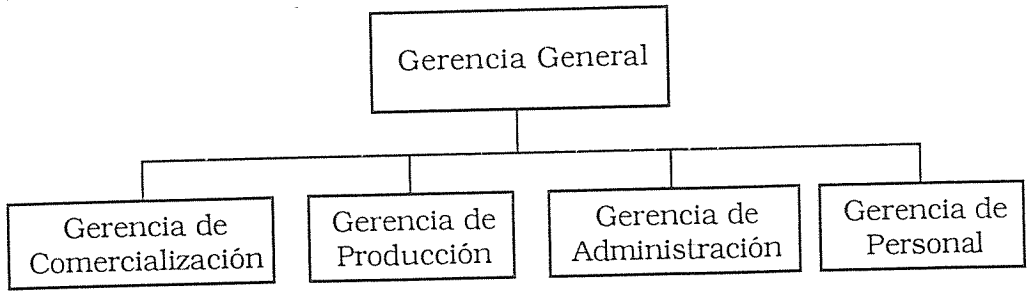 Gerencia General
Gerencia de
Comercialización
Gerencia de
Producción
Gerencia de
Administración
Gerencia de
Personal